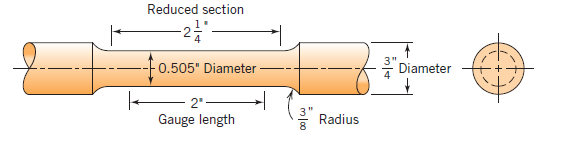 Reduced section
2 1/4"
0.505" Diameter
3/4" Diameter
2"
Gauge length
3/8" Radius